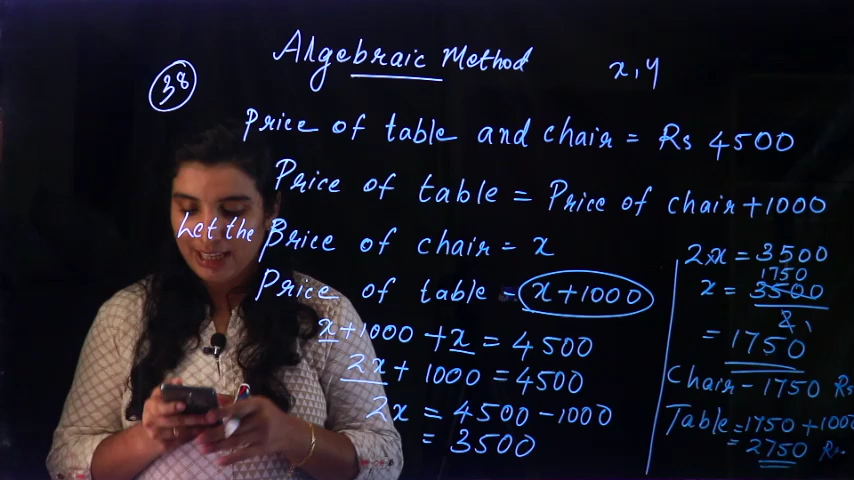 Algebraic Method
x, y
38
Price of table and chair = Rs 4500
Price of table = Price of chair + 1000
Let the Price of chair = x
Price of table - x + 1000
x + 1000 + x = 4500
2x + 1000 = 4500
2x = 4500 - 1000
= 3500
2x = 3500
1750
x = 3500
2 1
= 1750
Chair - 1750 Rs
Table = 1750 + 1000
= 2750 Rs.